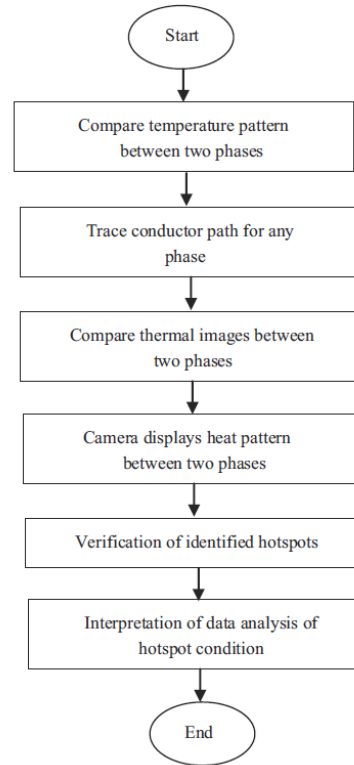 Start
Compare temperature pattern
between two phases
Trace conductor path for any
phase
Compare thermal images between
two phases
Camera displays heat pattern
between two phases
Verification of identified hotspots
Interpretation of data analysis of
hotspot condition
End